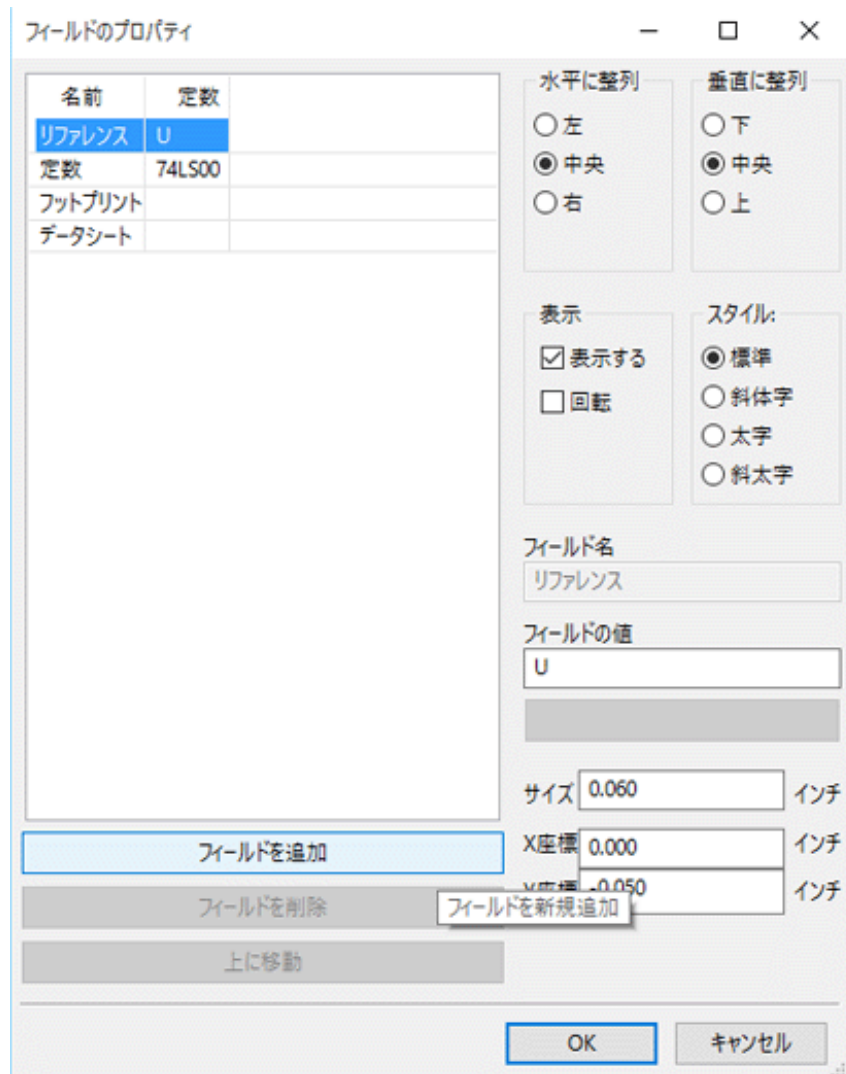 フィールドのプロパティ
名前 定数
リファレンス U
定数 74LS00
フットプリント
データシート
水平に整列
左
中央
右
垂直に整列
下
中央
上
表示
表示する
回転
スタイル:
標準
斜体字
太字
斜太字
フィールド名
リファレンス
フィールドの値
U
サイズ 0.060 インチ
X座標 0.000 インチ
Y座標 -0.050 インチ
フィールドを追加
フィールドを削除
フィールドを新規追加
上に移動
OK キャンセル